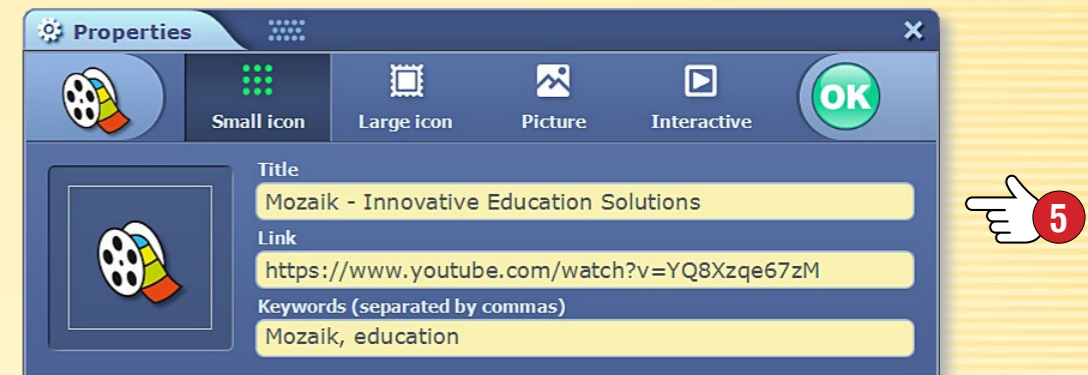 Properties
Small icon
Large icon
Picture
Interactive
OK
Title
Mozaik - Innovative Education Solutions
Link
https://www.youtube.com/watch?v=YQ8Xzqe67zM
Keywords (separated by commas)
Mozaik, education
5